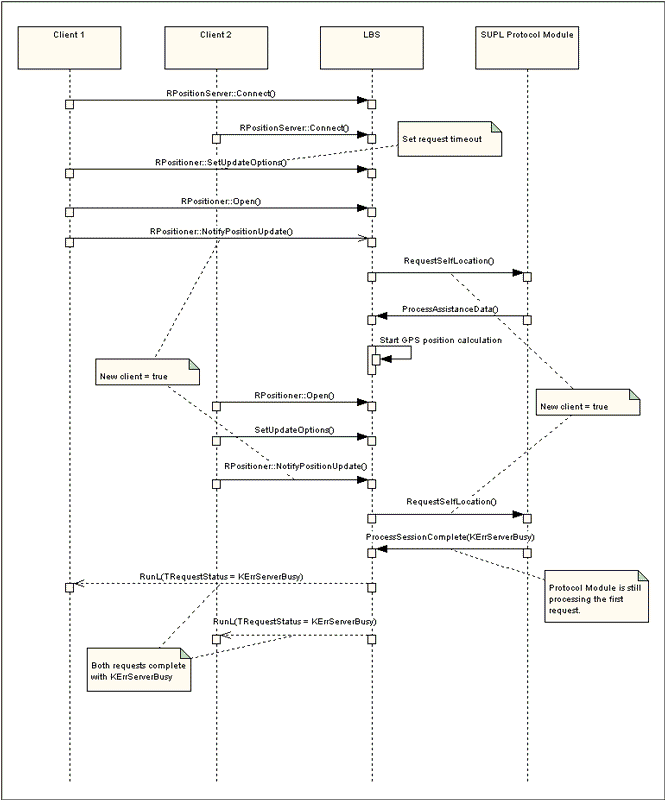 Client 1
Client 2
LBS
SUPL Protocol Module
RPositionServer::Connect()
RPostionServer::Connect()
Set request timeout
RPositioner::SetUpdateOptions()
RPositioner::Open()
RPositioner::NotifyPositionUpdate()
RequestSelfLocation()
ProcessAssistanceData()
Start GPS position calculation
New client = true
RPositioner::Open()
New client = true
SetUpdateOptions()
RPositioner::NotifyPositionUpdate()
RequestSelfLocation()
ProcessSessionComplete(KErrServerBusy)
RunL(TRequestStatus = KErrServerBusy)
Protocol Module is still
processing the first
request.
RunL(TRequestStatus = KErrServerBusy)
Both requests complete
with KErrServerBusy